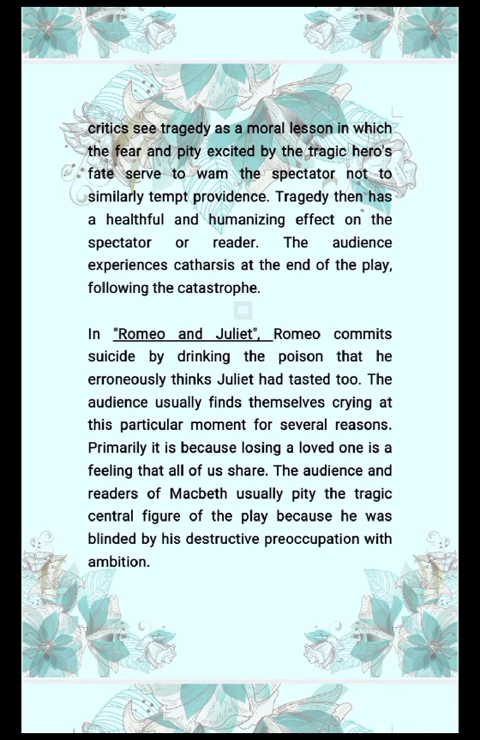 critics see tragedy as a moral lesson in which
the fear and pity excited by the tragic hero's
fate serve to warn the spectator not to
similarly tempt providence. Tragedy then has
a healthful and humanizing effect on the
spectator or reader. The audience
experiences catharsis at the end of the play,
following the catastrophe.
In "Romeo and Juliet", Romeo commits
suicide by drinking the poison that he
erroneously thinks Juliet had tasted too. The
audience usually finds themselves crying at
this particular moment for several reasons.
Primarily it is because losing a loved one is a
feeling that all of us share. The audience and
readers of Macbeth usually pity the tragic
central figure of the play because he was
blinded by his destructive preoccupation with
ambition.